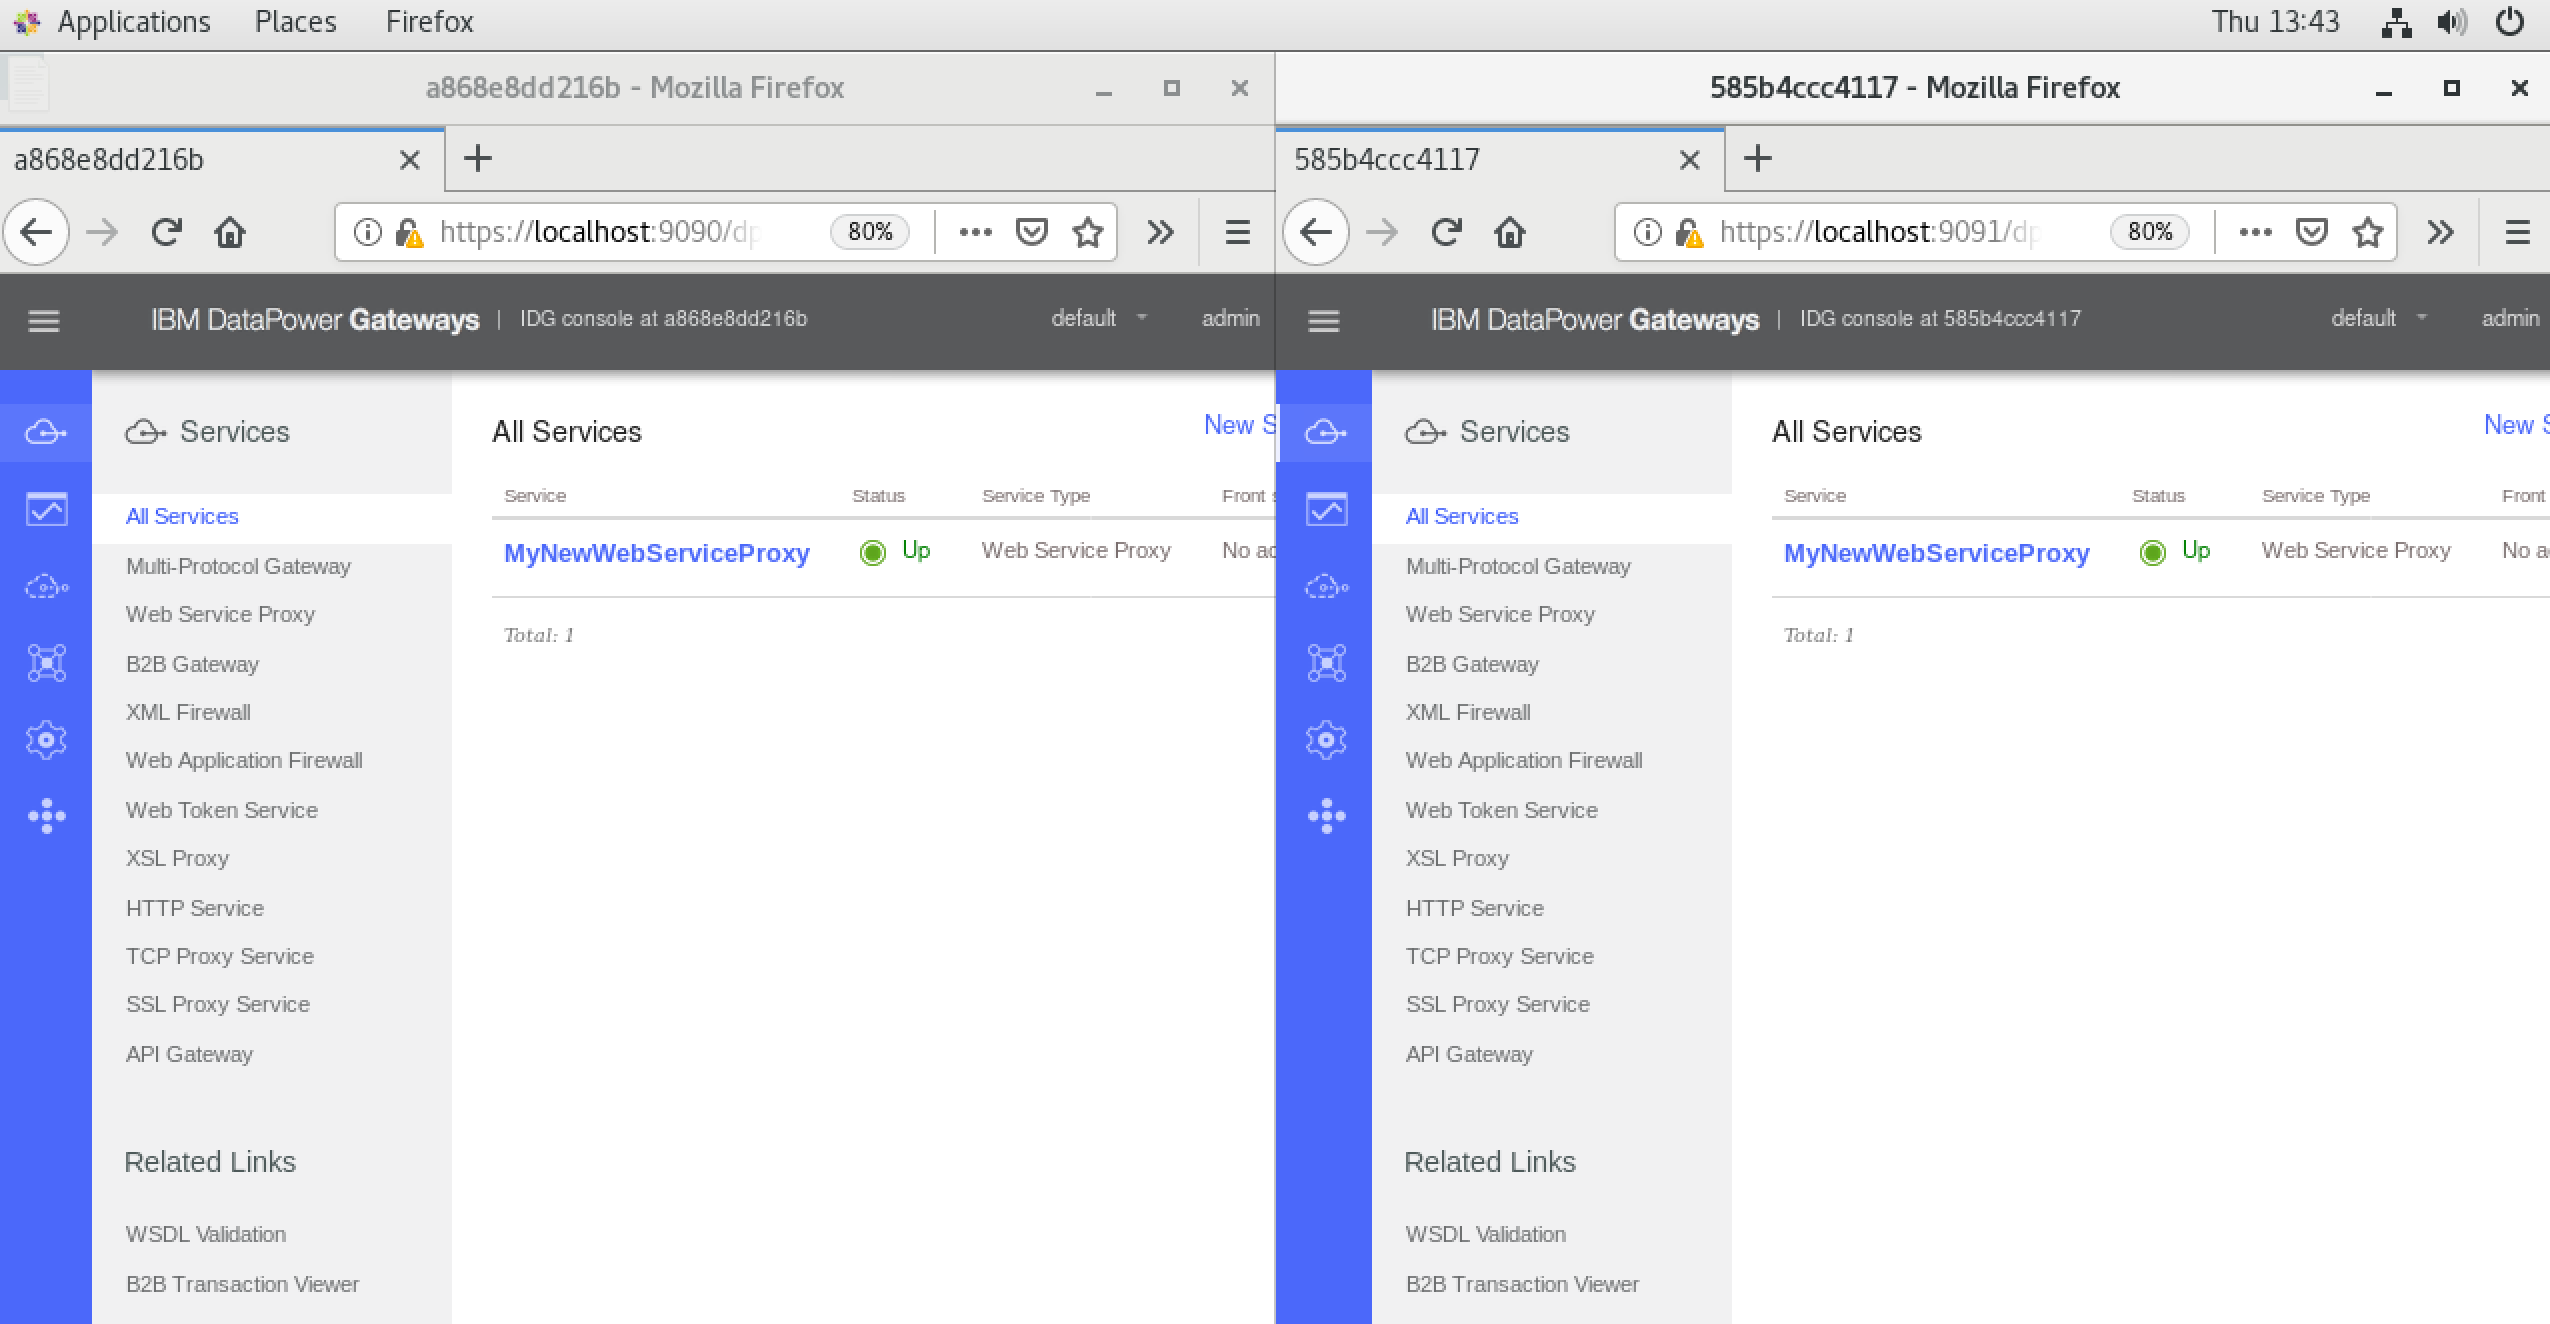 Applications Places Firefox Thu 13:43
a868e8dd216b - Mozilla Firefox
a868e8dd216b
https://localhost:9090/dp 80%
IBM DataPower Gateways | IDG console at a868e8dd216b default admin
Services
All Services
Multi-Protocol Gateway
Web Service Proxy
B2B Gateway
XML Firewall
Web Application Firewall
Web Token Service
XSL Proxy
HTTP Service
TCP Proxy Service
SSL Proxy Service
API Gateway
Related Links
WSDL Validation
B2B Transaction Viewer
All Services New S
Service Status Service Type Front s
MyNewWebServiceProxy Up Web Service Proxy No ac
Total: 1
585b4ccc4117 - Mozilla Firefox
585b4ccc4117
https://localhost:9091/dp 80%
IBM DataPower Gateways | IDG console at 585b4ccc4117 default admin
Services
All Services
Multi-Protocol Gateway
Web Service Proxy
B2B Gateway
XML Firewall
Web Application Firewall
Web Token Service
XSL Proxy
HTTP Service
TCP Proxy Service
SSL Proxy Service
API Gateway
Related Links
WSDL Validation
B2B Transaction Viewer
All Services New S
Service Status Service Type Front
MyNewWebServiceProxy Up Web Service Proxy No a
Total: 1